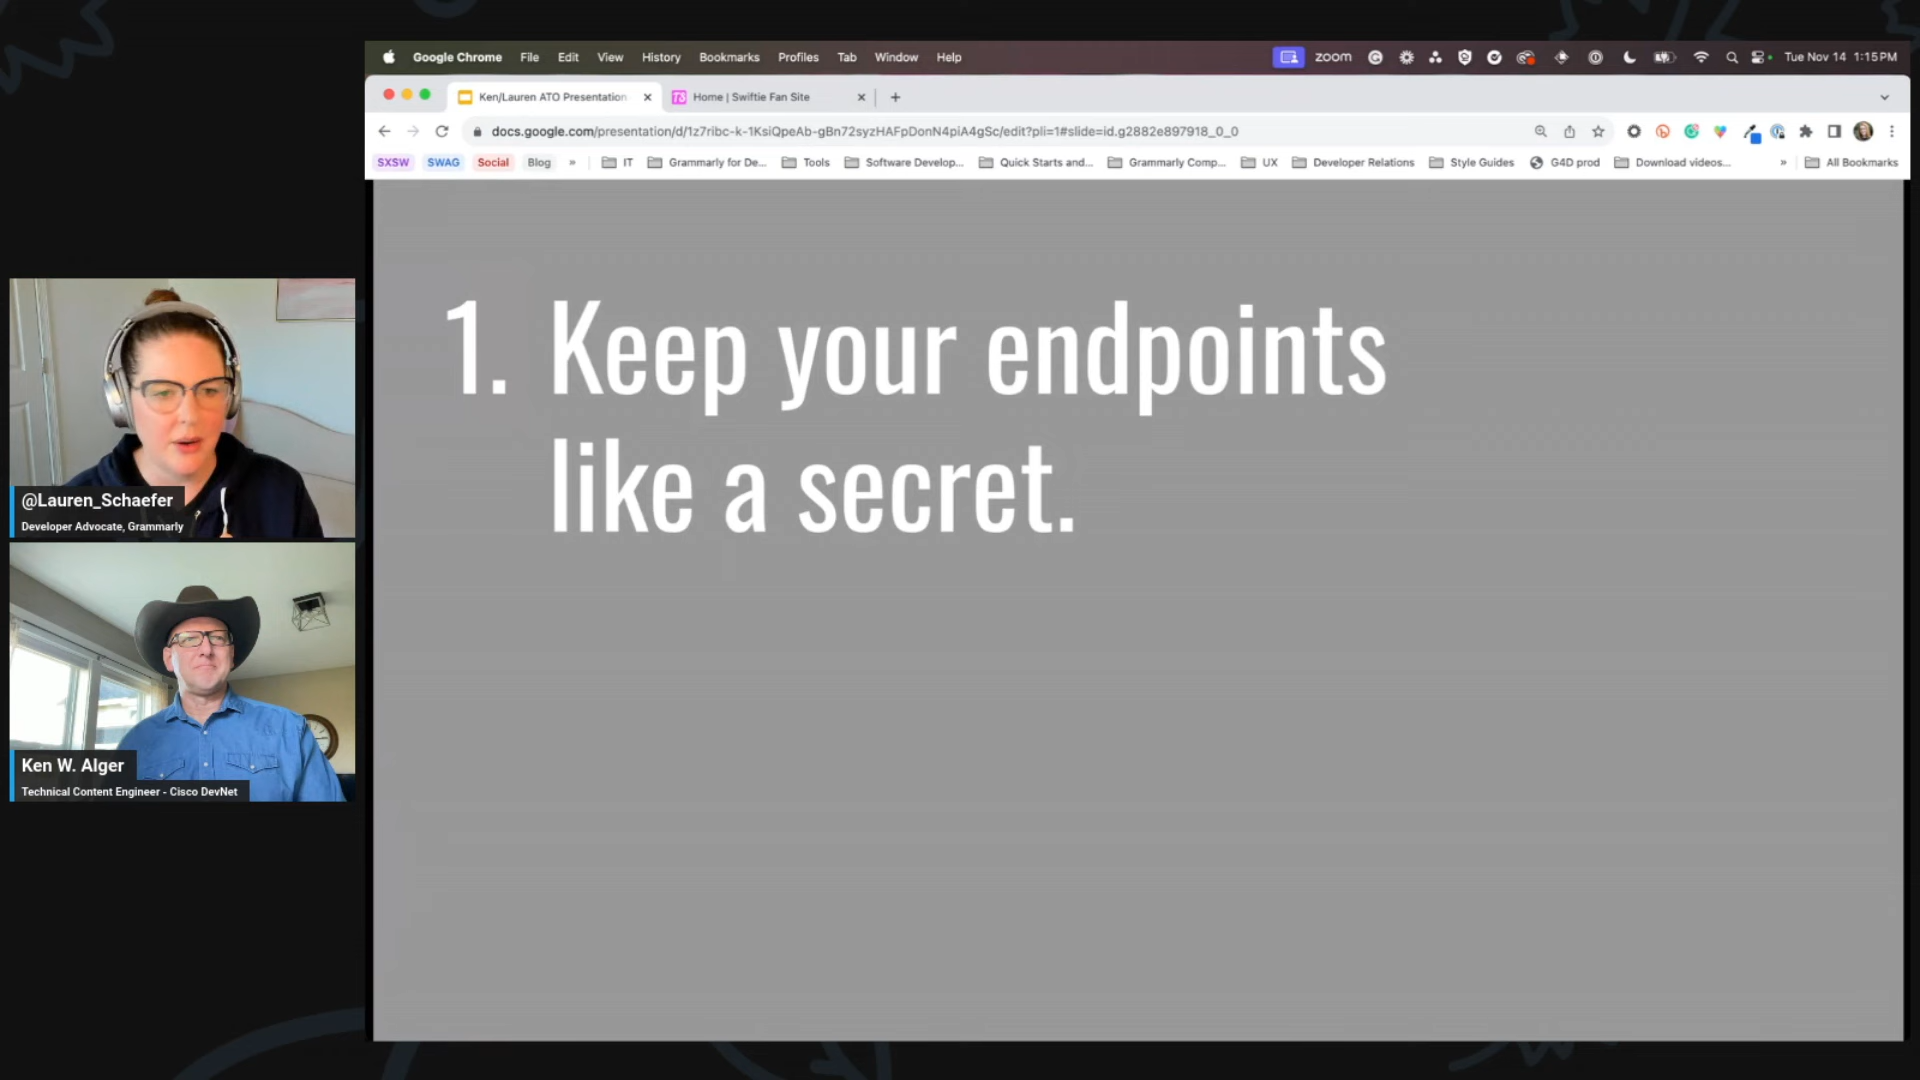 Google Chrome File Edit View History Bookmarks Profiles Tab Window Help zoom Tue Nov 14 1:15 PM
Ken/Lauren ATO Presentation Home | Swiftie Fan Site
docs.google.com/presentation/d/1z7ribc-k-1KsiQpeAb-gBn72syzHAFpDonN4piA4gSc/edit?pli=1#slide=id.g2882e897918_0_0
SXSW SWAG Social Blog » IT Grammarly for De... Tools Software Develop... Quick Starts and... Grammarly Comp... UX Developer Relations Style Guides G4D prod Download videos... » All Bookmarks
1. Keep your endpoints
like a secret.
@Lauren_Schaefer
Developer Advocate, Grammarly
Ken W. Alger
Technical Content Engineer - Cisco DevNet